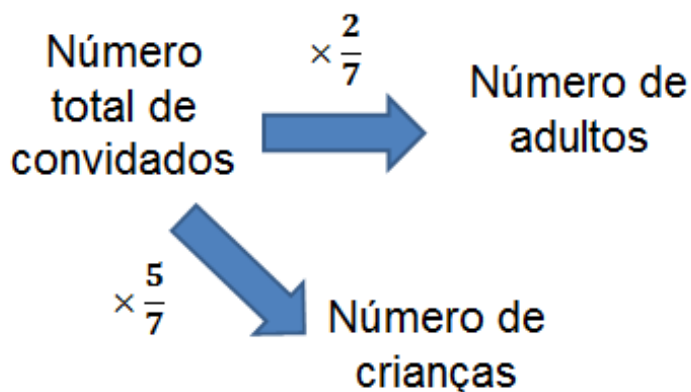 Número
total de
convidados
× 2/7
Número de
adultos
× 5/7
Número de
crianças